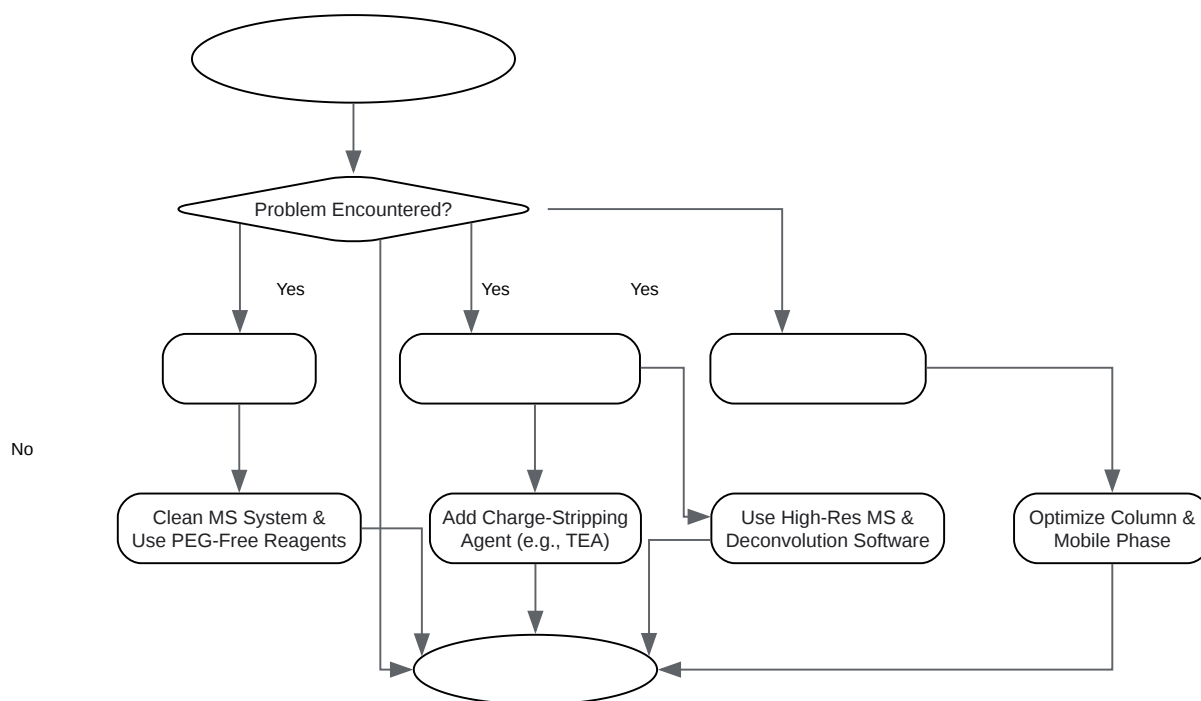 Problem Encountered?
Yes
Yes
Yes
No
Clean MS System &
Use PEG-Free Reagents
Add Charge-Stripping
Agent (e.g., TEA)
Use High-Res MS &
Deconvolution Software
Optimize Column &
Mobile Phase